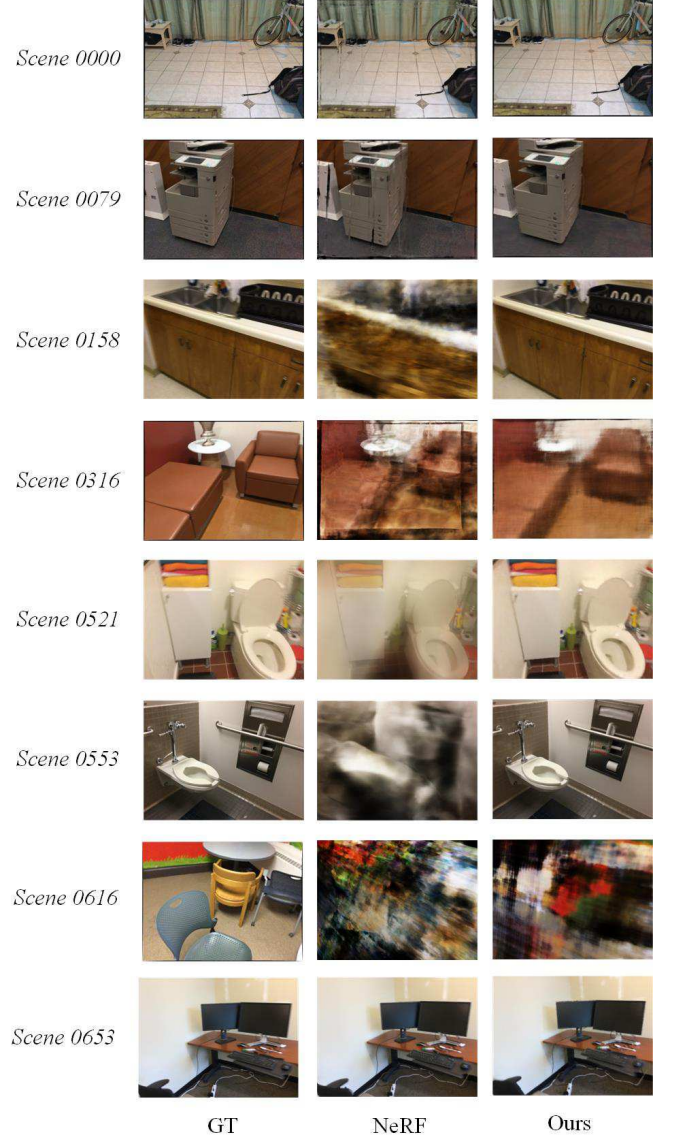 Scene 0000
Scene 0079
Scene 0158
Scene 0316
Scene 0521
Scene 0553
Scene 0616
Scene 0653
GT NeRF Ours